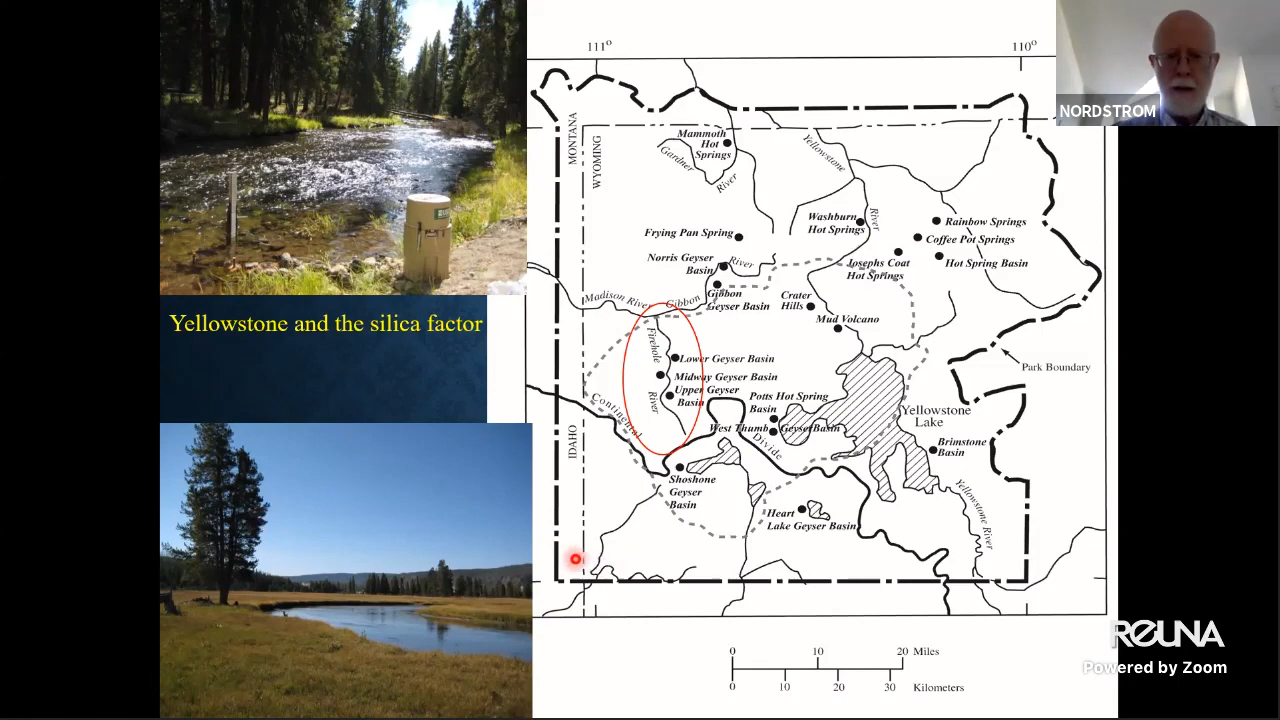 111°
110°
NORDSTROM
MONTANA
WYOMING
Mammoth
Hot
Springs
Gardner
River
Yellowstone
River
Washburn
Hot Springs
Rainbow Springs
Coffee Pot Springs
Hot Spring Basin
Josephs Coat
Hot Springs
Frying Pan Spring
Norris Geyser
Basin
River
Gibbon
Geyser Basin
Madison River
Gibbon
Crater
Hills
Mud Volcano
Yellowstone and the silica factor
Firehole
River
Lower Geyser Basin
Midway Geyser Basin
Upper Geyser
Basin
Park Boundary
Continental
Divide
Potts Hot Spring
Basin
West Thumb Geyser Basin
Yellowstone
Lake
Brimstone
Basin
IDAHO
Shoshone
Geyser
Basin
Heart
Lake Geyser Basin
Yellowstone River
0 10 20 Miles
0 10 20 30 Kilometers
REUNA
Powered by Zoom